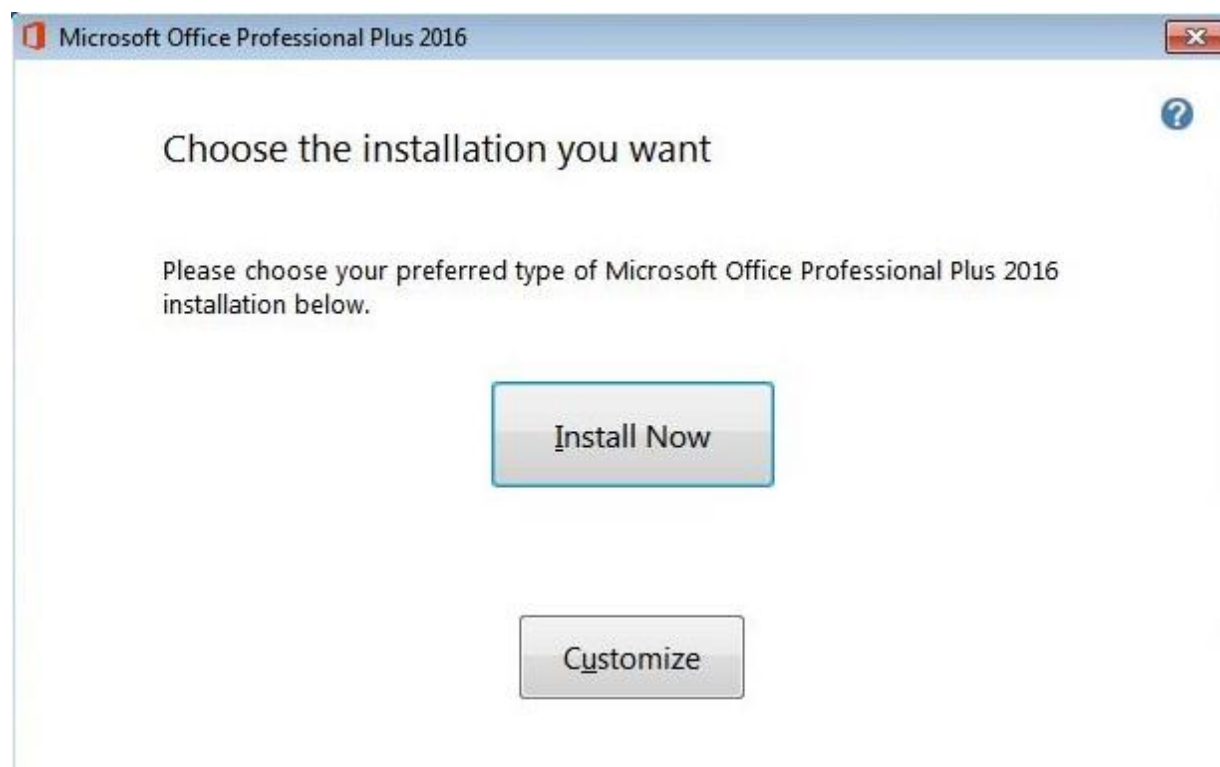 Microsoft Office Professional Plus 2016
Choose the installation you want
Please choose your preferred type of Microsoft Office Professional Plus 2016
installation below.
Install Now
Customize